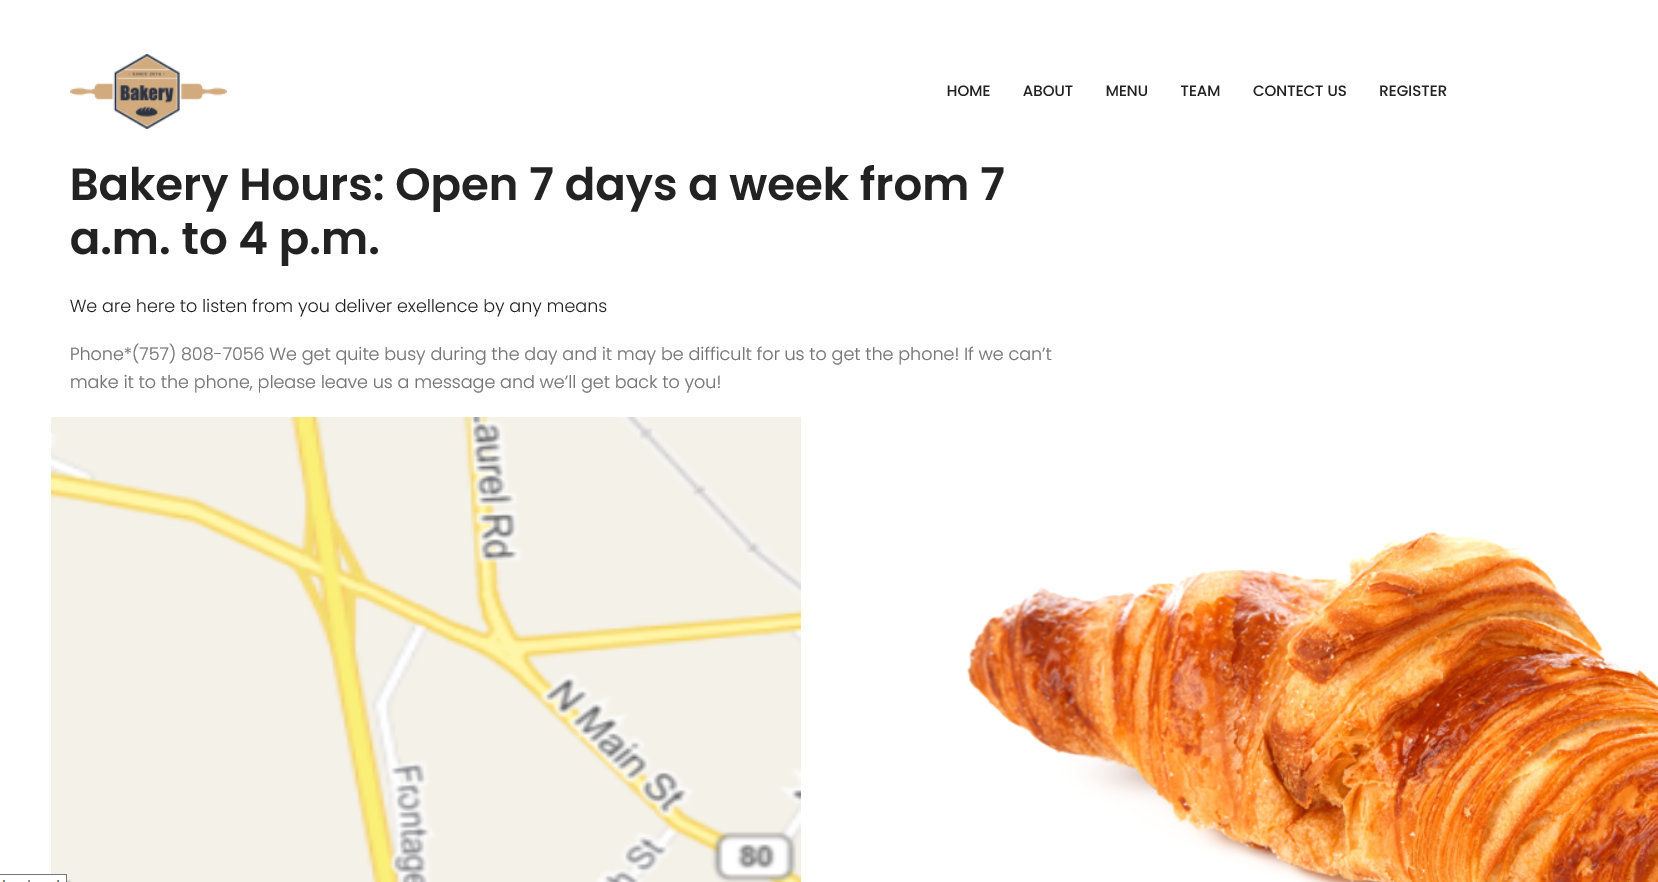 SINCE 2010
Bakery
HOME ABOUT MENU TEAM CONTECT US REGISTER
Bakery Hours: Open 7 days a week from 7
a.m. to 4 p.m.
We are here to listen from you deliver exellence by any means
Phone*(757) 808-7056 We get quite busy during the day and it may be difficult for us to get the phone! If we can’t
make it to the phone, please leave us a message and we’ll get back to you!
Laurel Rd
N Main St
Frontage
St
80